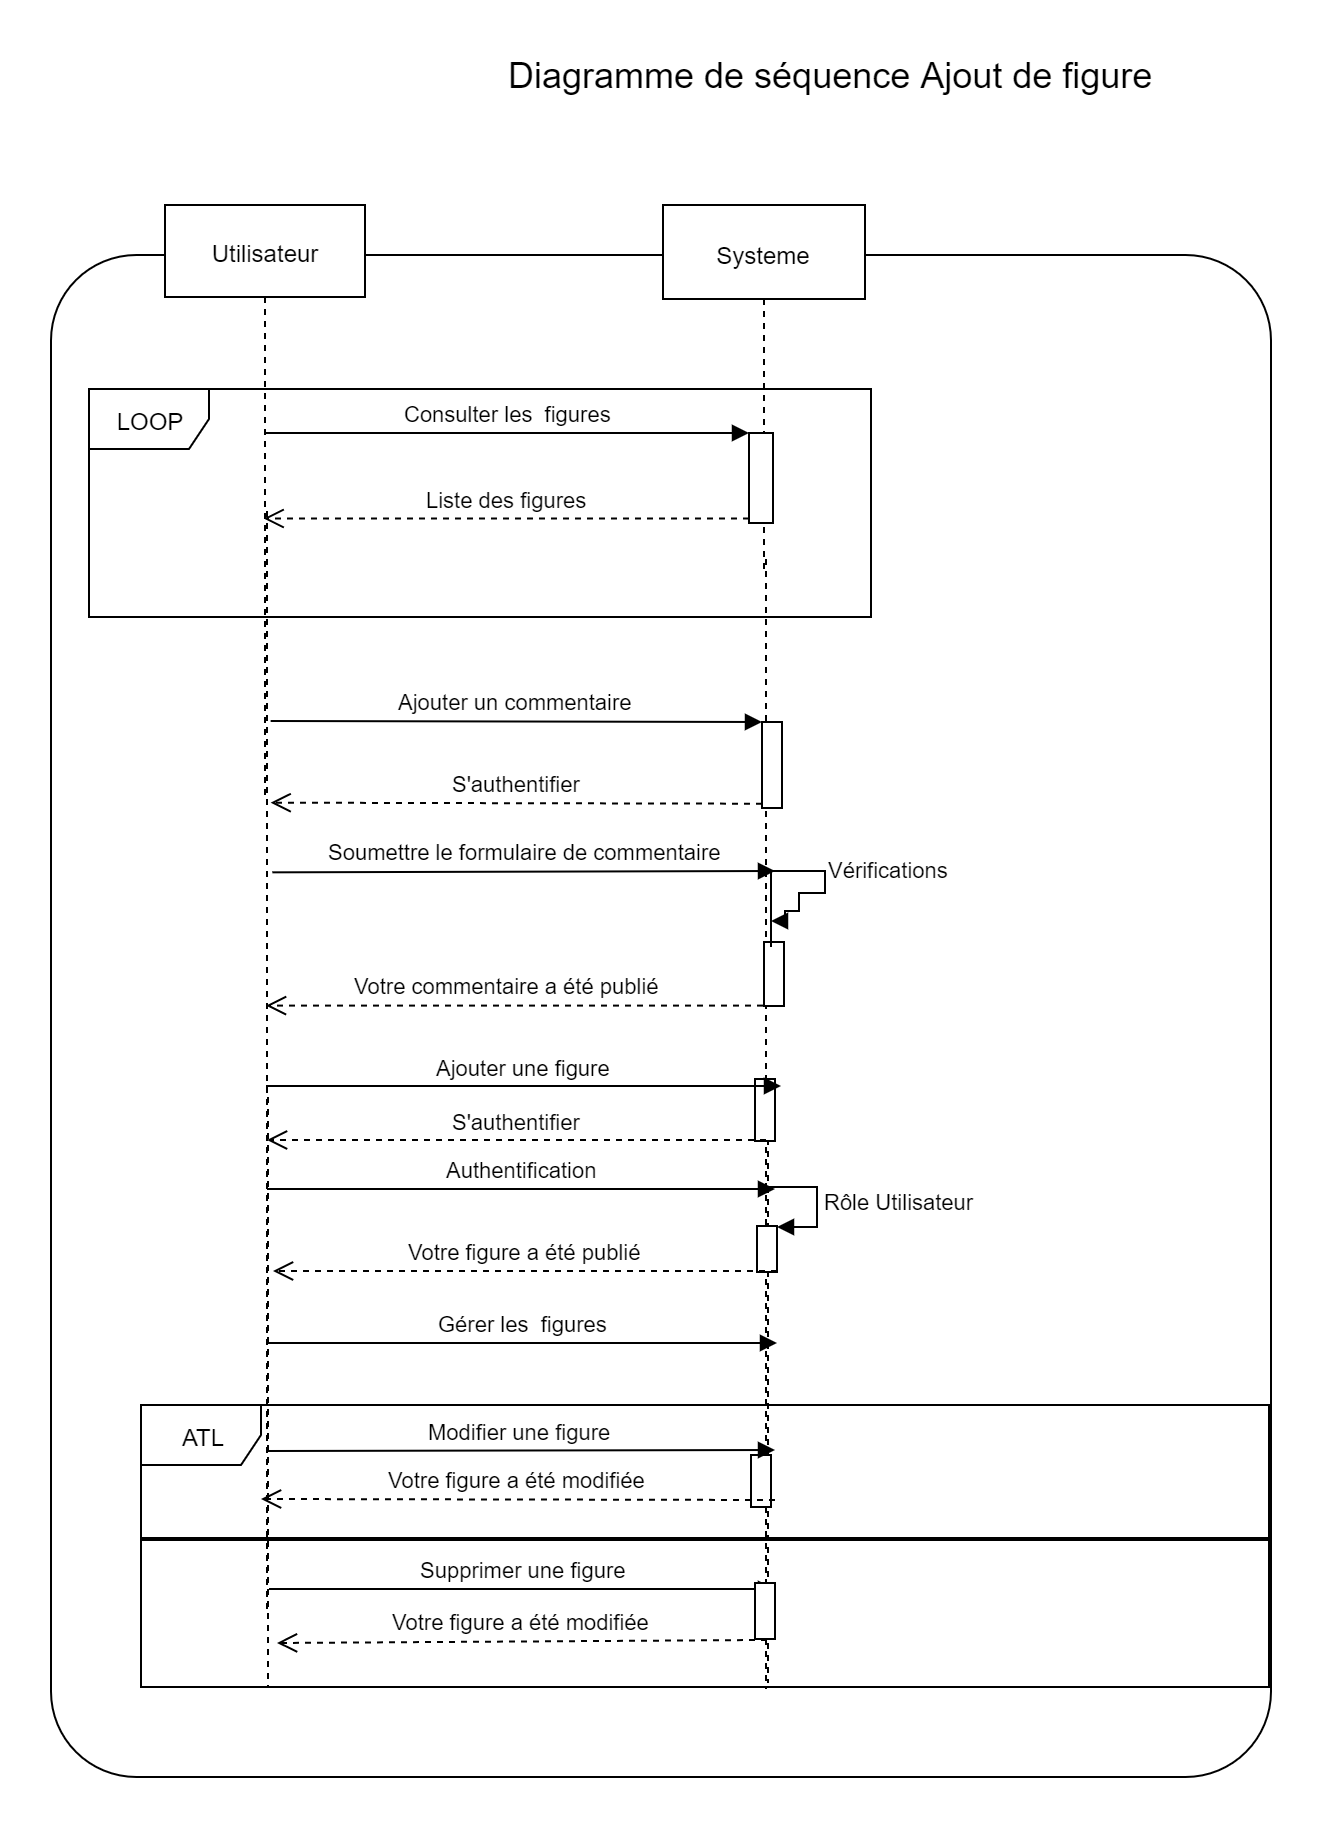 Diagramme de séquence Ajout de figure
Utilisateur
Systeme
LOOP
Consulter les  figures
Liste des figures
Ajouter un commentaire
S'authentifier
Soumettre le formulaire de commentaire
Vérifications
Votre commentaire a été publié
Ajouter une figure
S'authentifier
Authentification
Rôle Utilisateur
Votre figure a été publié
Gérer les  figures
ATL
Modifier une figure
Votre figure a été modifiée
Supprimer une figure
Votre figure a été modifiée